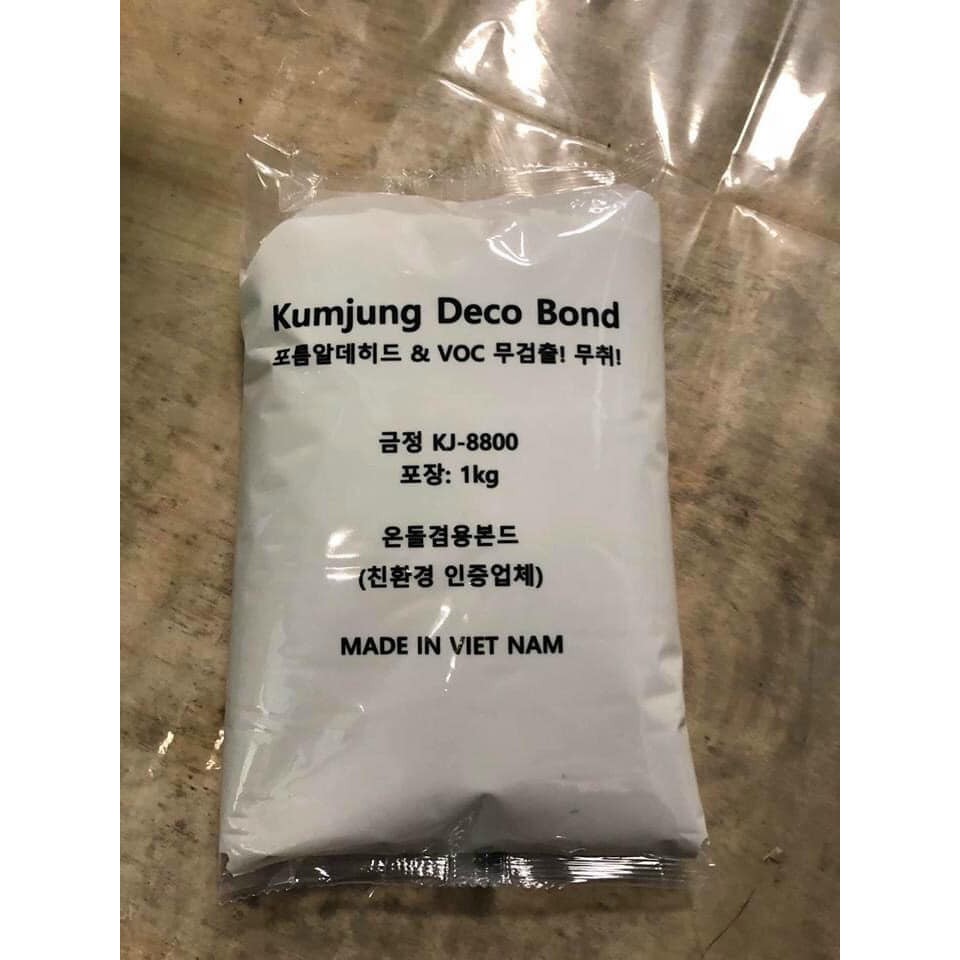 Kumjung Deco Bond
포름알데히드 & VOC 무검출! 무취!
금정 KJ-8800
포장: 1kg
온돌겸용본드
(친환경 인증업체)
MADE IN VIET NAM